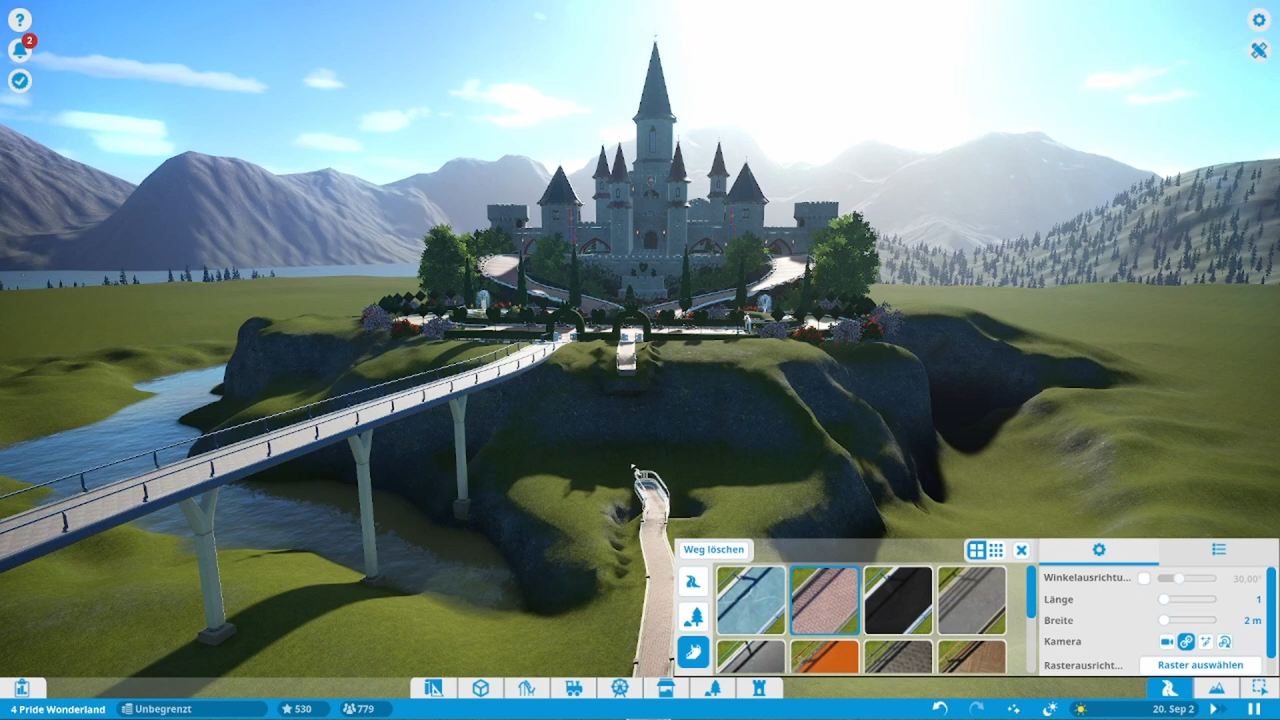 ?
2
Weg löschen
Winkelausrichtu...
30,00°
Länge
1
Breite
2 m
Kamera
Rasterausricht...
Raster auswählen
4 Pride Wonderland
Unbegrenzt
530
779
20. Sep 2